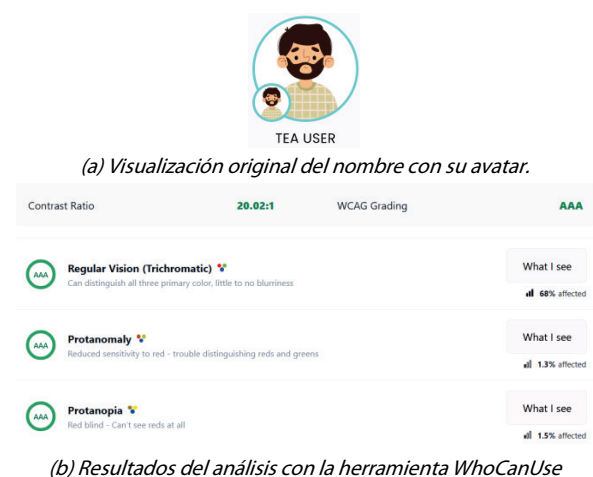 TEA USER
(a) Visualización original del nombre con su avatar.
Contrast Ratio 20.02:1 WCAG Grading AAA
AAA Regular Vision (Trichromatic) What I see
Can distinguish all three primary color, little to no blurriness
68% affected
AAA Protanomaly What I see
Reduced sensitivity to red - trouble distinguishing reds and greens
1.3% affected
AAA Protanopia What I see
Red blind - Can't see reds at all
1.5% affected
(b) Resultados del análisis con la herramienta WhoCanUse